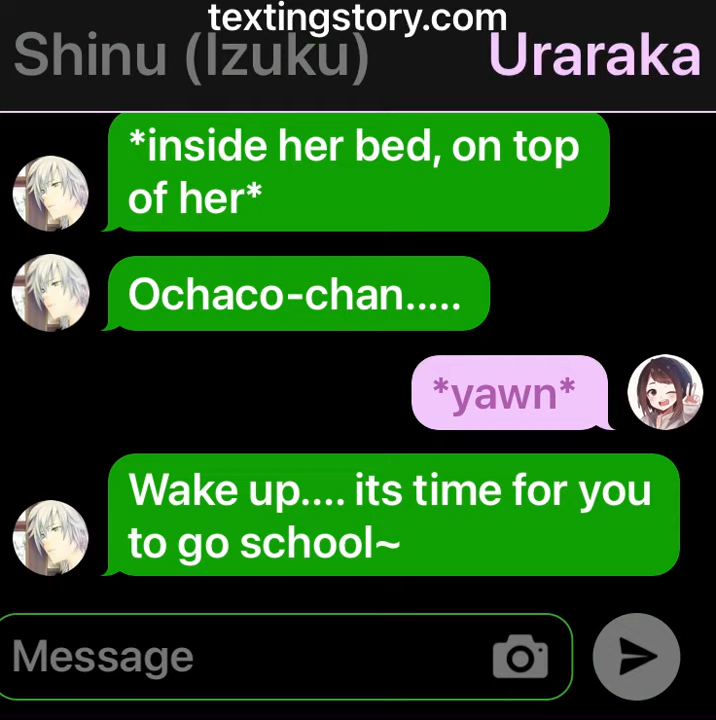 textingstory.com
Shinu (Izuku) Uraraka
*inside her bed, on top
of her*
Ochaco-chan.....
*yawn*
Wake up.... its time for you
to go school~
Message